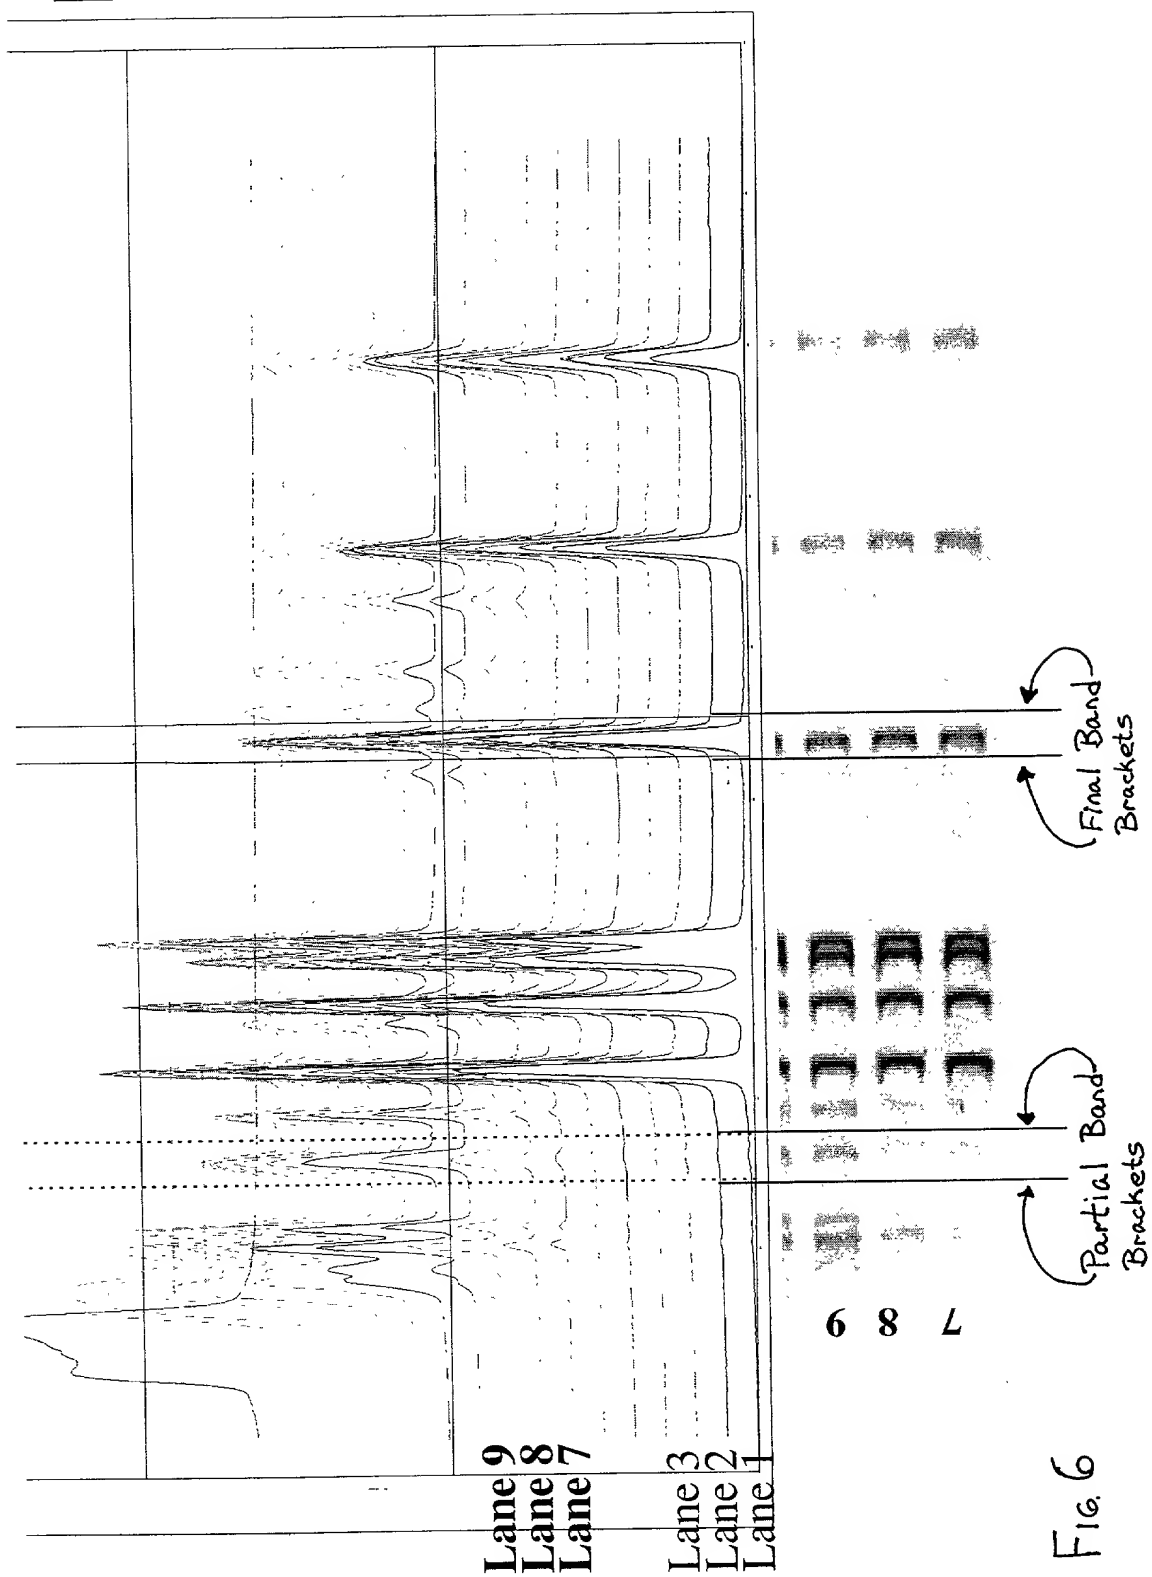 Lane 9
Lane 8
Lane 7
Lane 3
Lane 2
Lane 1
9 8 7
Partial Band
Brackets
Final Band
Brackets
FIG. 6